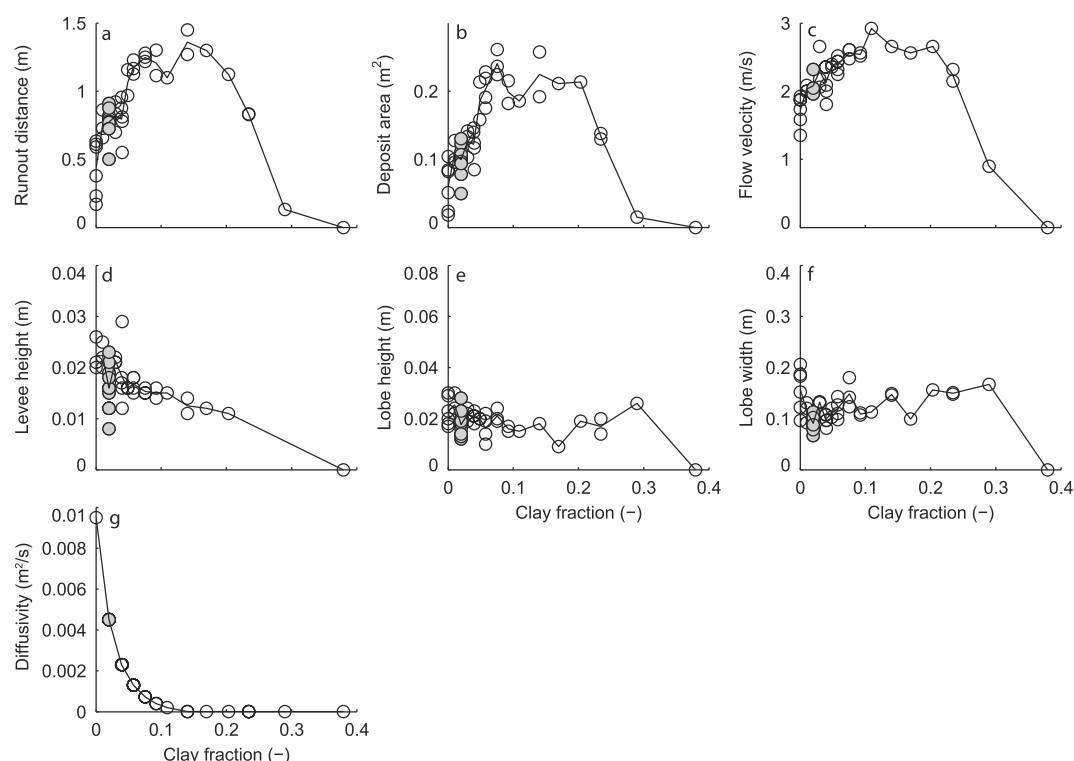 a
Runout distance (m)
1.5
1
0.5
0
b
Deposit area (m²)
0.2
0.1
0
c
Flow velocity (m/s)
3
2
1
0
d
Levee height (m)
0.04
0.03
0.02
0.01
0
e
Lobe height (m)
0.08
0.06
0.04
0.02
0
0 0.1 0.2 0.3 0.4
Clay fraction (−)
f
Lobe width (m)
0.4
0.3
0.2
0.1
0
0 0.1 0.2 0.3 0.4
Clay fraction (−)
g
Diffusivity (m²/s)
0.01
0.008
0.006
0.004
0.002
0
0 0.1 0.2 0.3 0.4
Clay fraction (−)